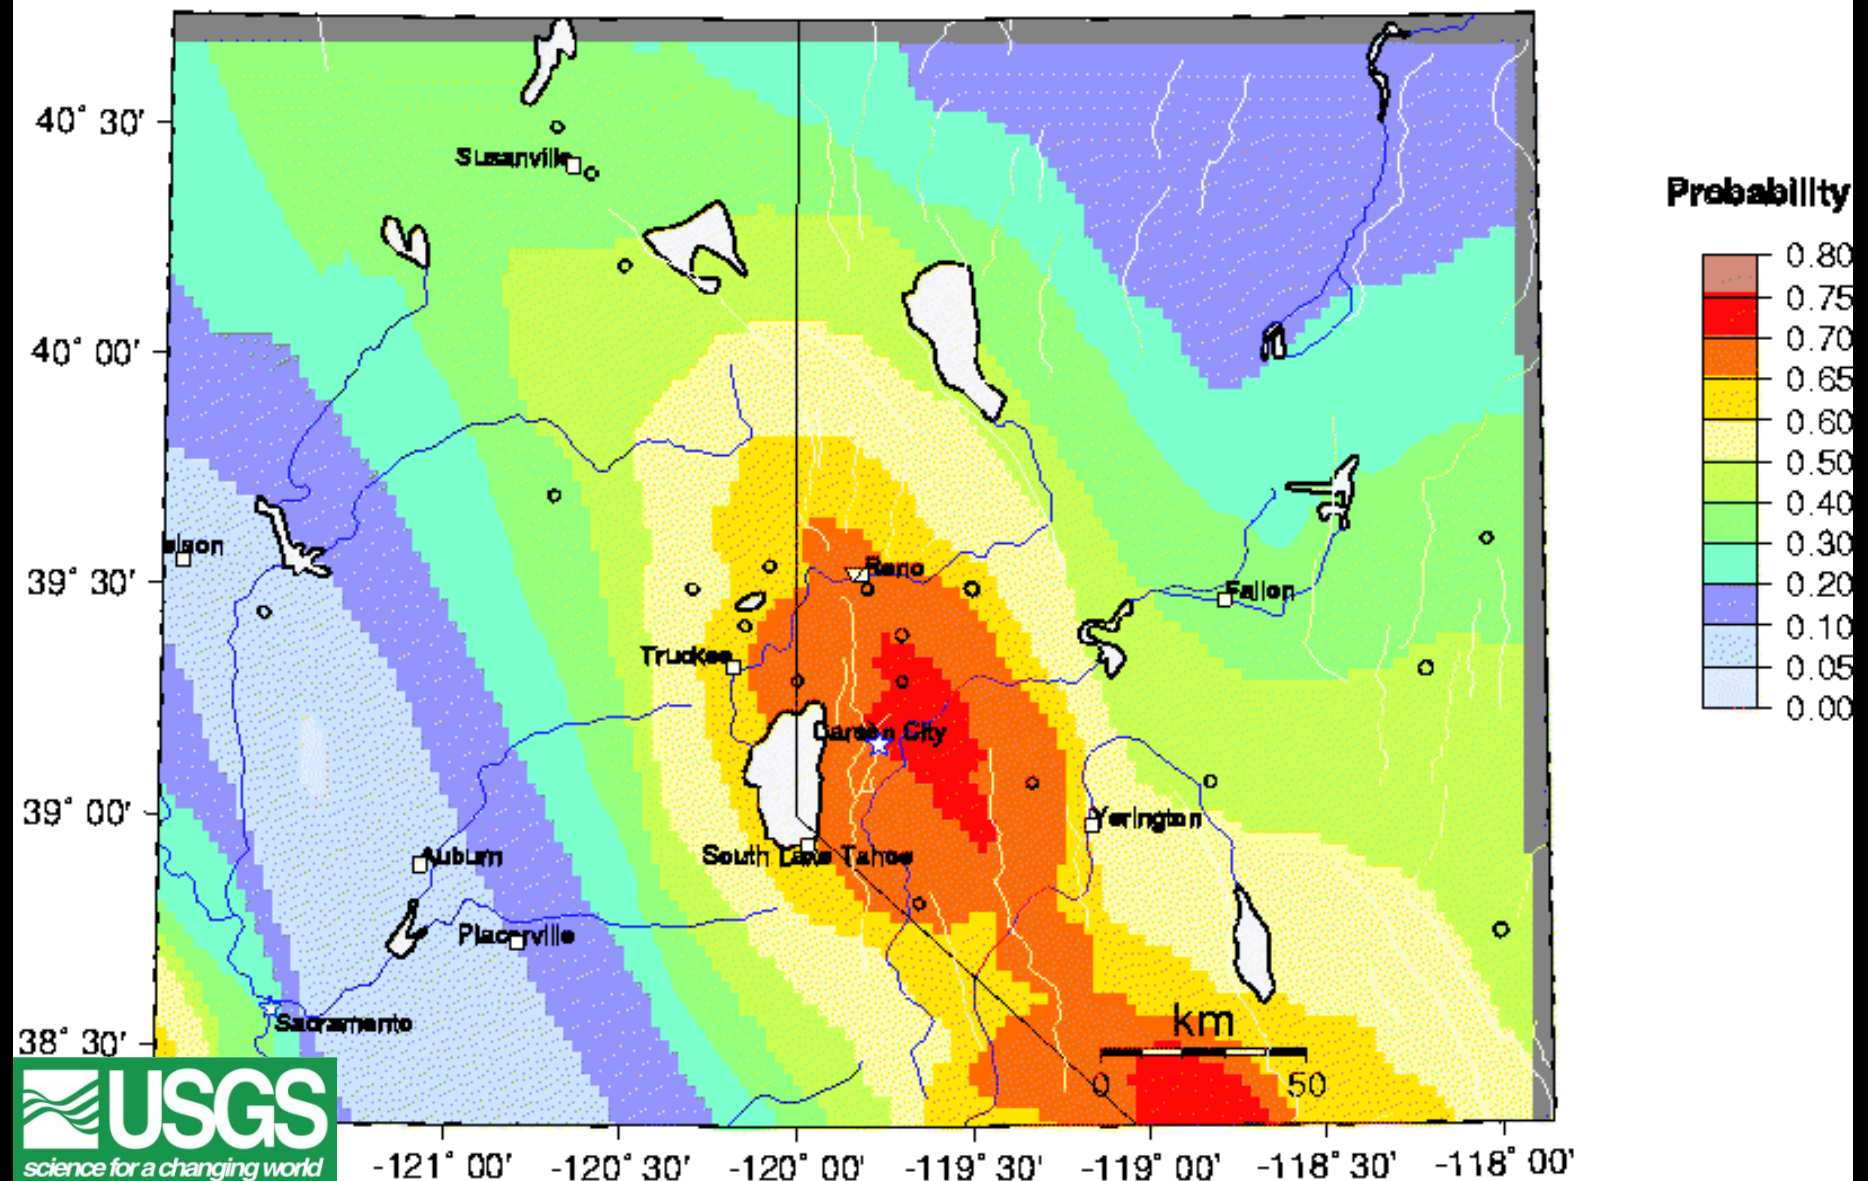 40° 30'
40° 00'
39° 30'
39° 00'
38° 30'
Susanville
elson
Reno
Fallon
Truckee
Carson City
Yerington
South Lake Tahoe
Auburn
Placerville
Sacramento
km
0 50
-121° 00' -120° 30' -120° 00' -119° 30' -119° 00' -118° 30' -118° 00'
Probability
0.80
0.75
0.70
0.65
0.60
0.50
0.40
0.30
0.20
0.10
0.05
0.00
USGS
science for a changing world